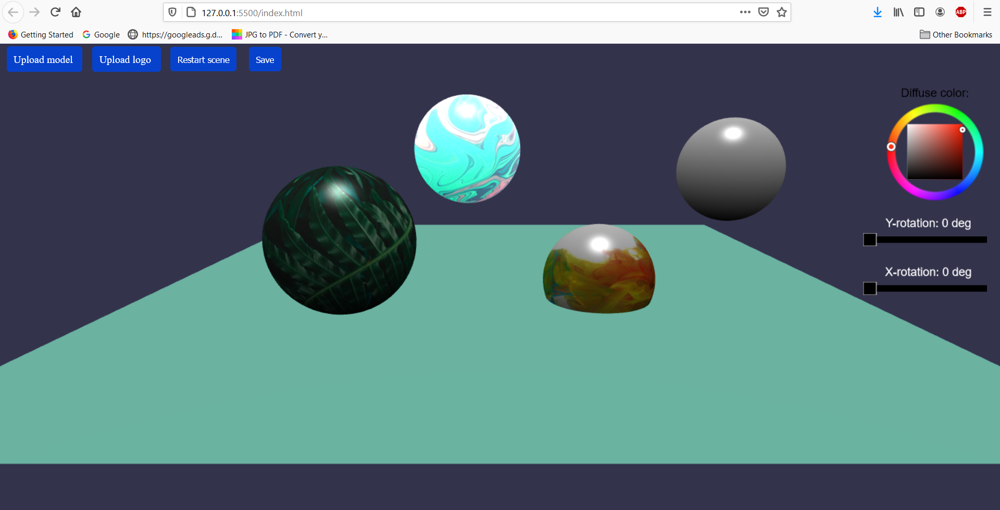 127.0.0.1:5500/index.html
ABP
Getting Started
Google
https://googleads.g.d...
JPG to PDF - Convert y...
Other Bookmarks
Upload model
Upload logo
Restart scene
Save
Diffuse color:
Y-rotation: 0 deg
X-rotation: 0 deg